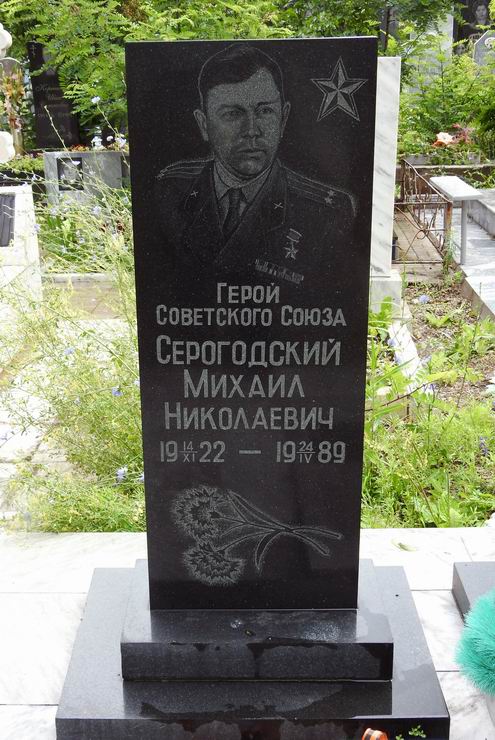 Герой
Советского Союза
Серогодский
Михаил
Николаевич
19 14/XI 22 — 19 24/IV 89